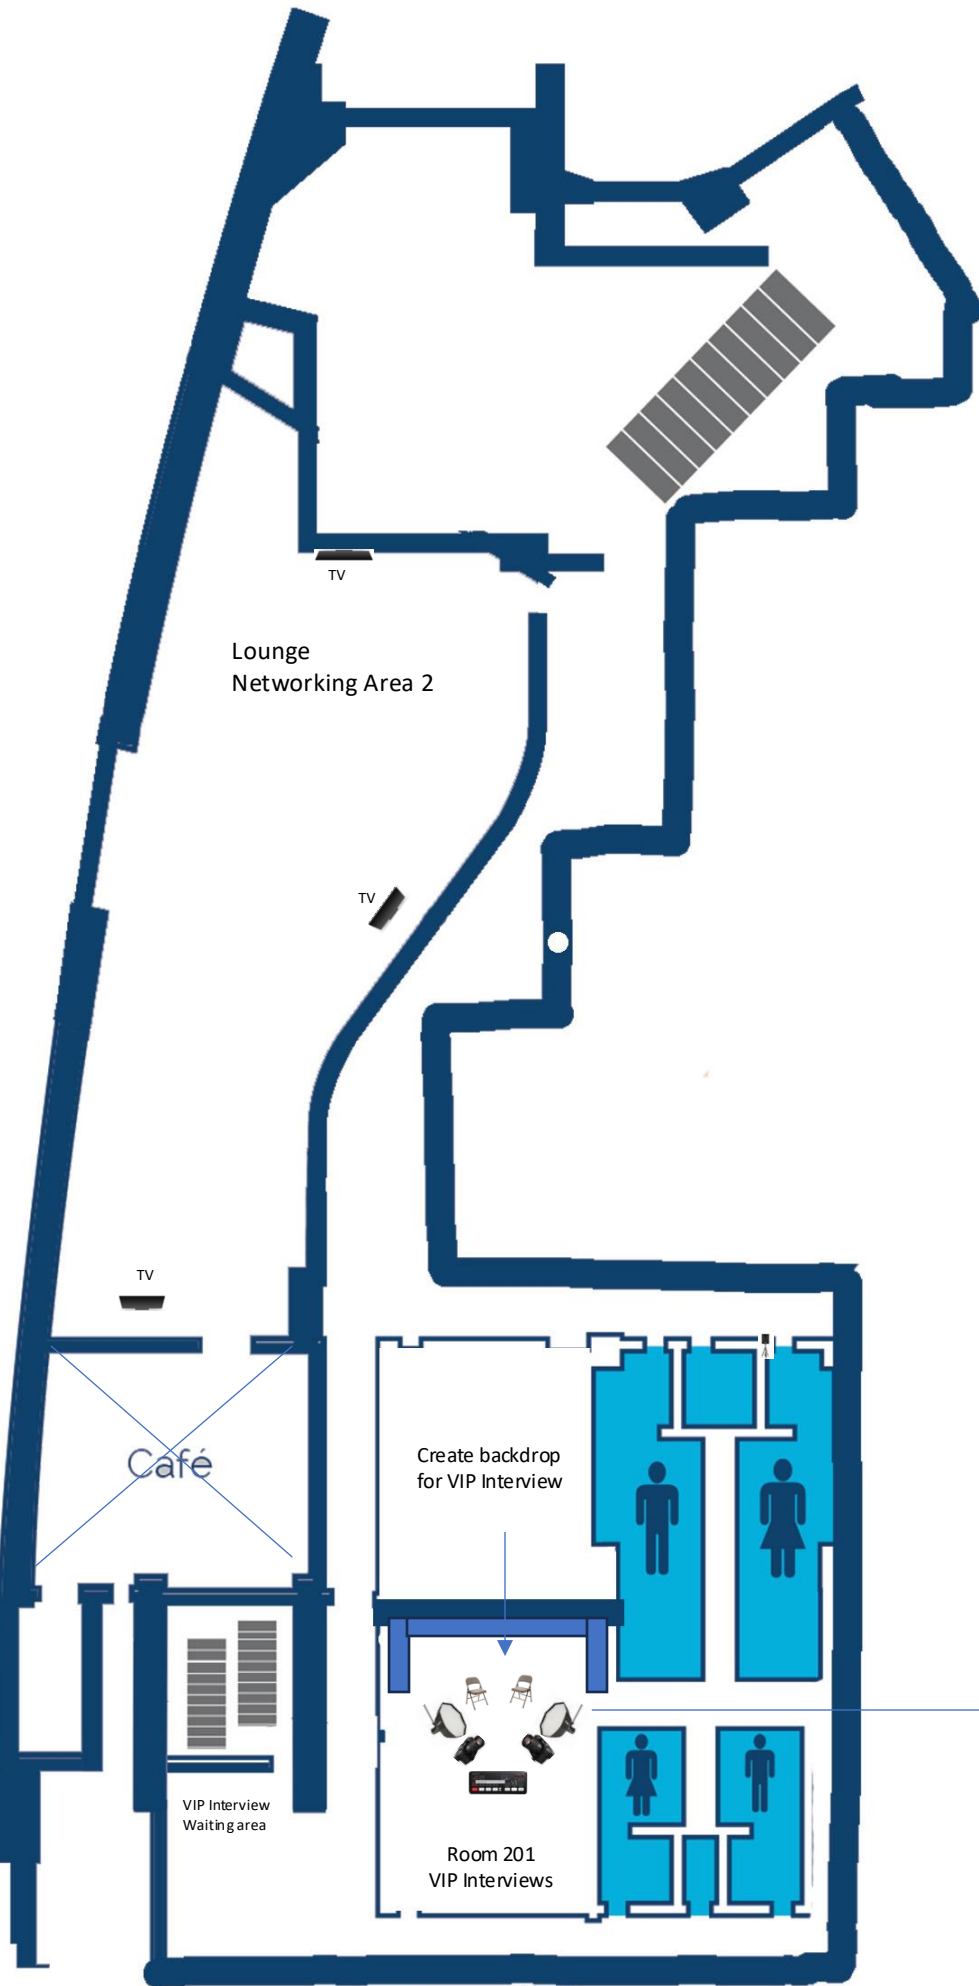 TV
Lounge
Networking Area 2
TV
TV
Café
Create backdrop
for VIP Interview
VIP Interview
Waiting area
Room 201
VIP Interviews